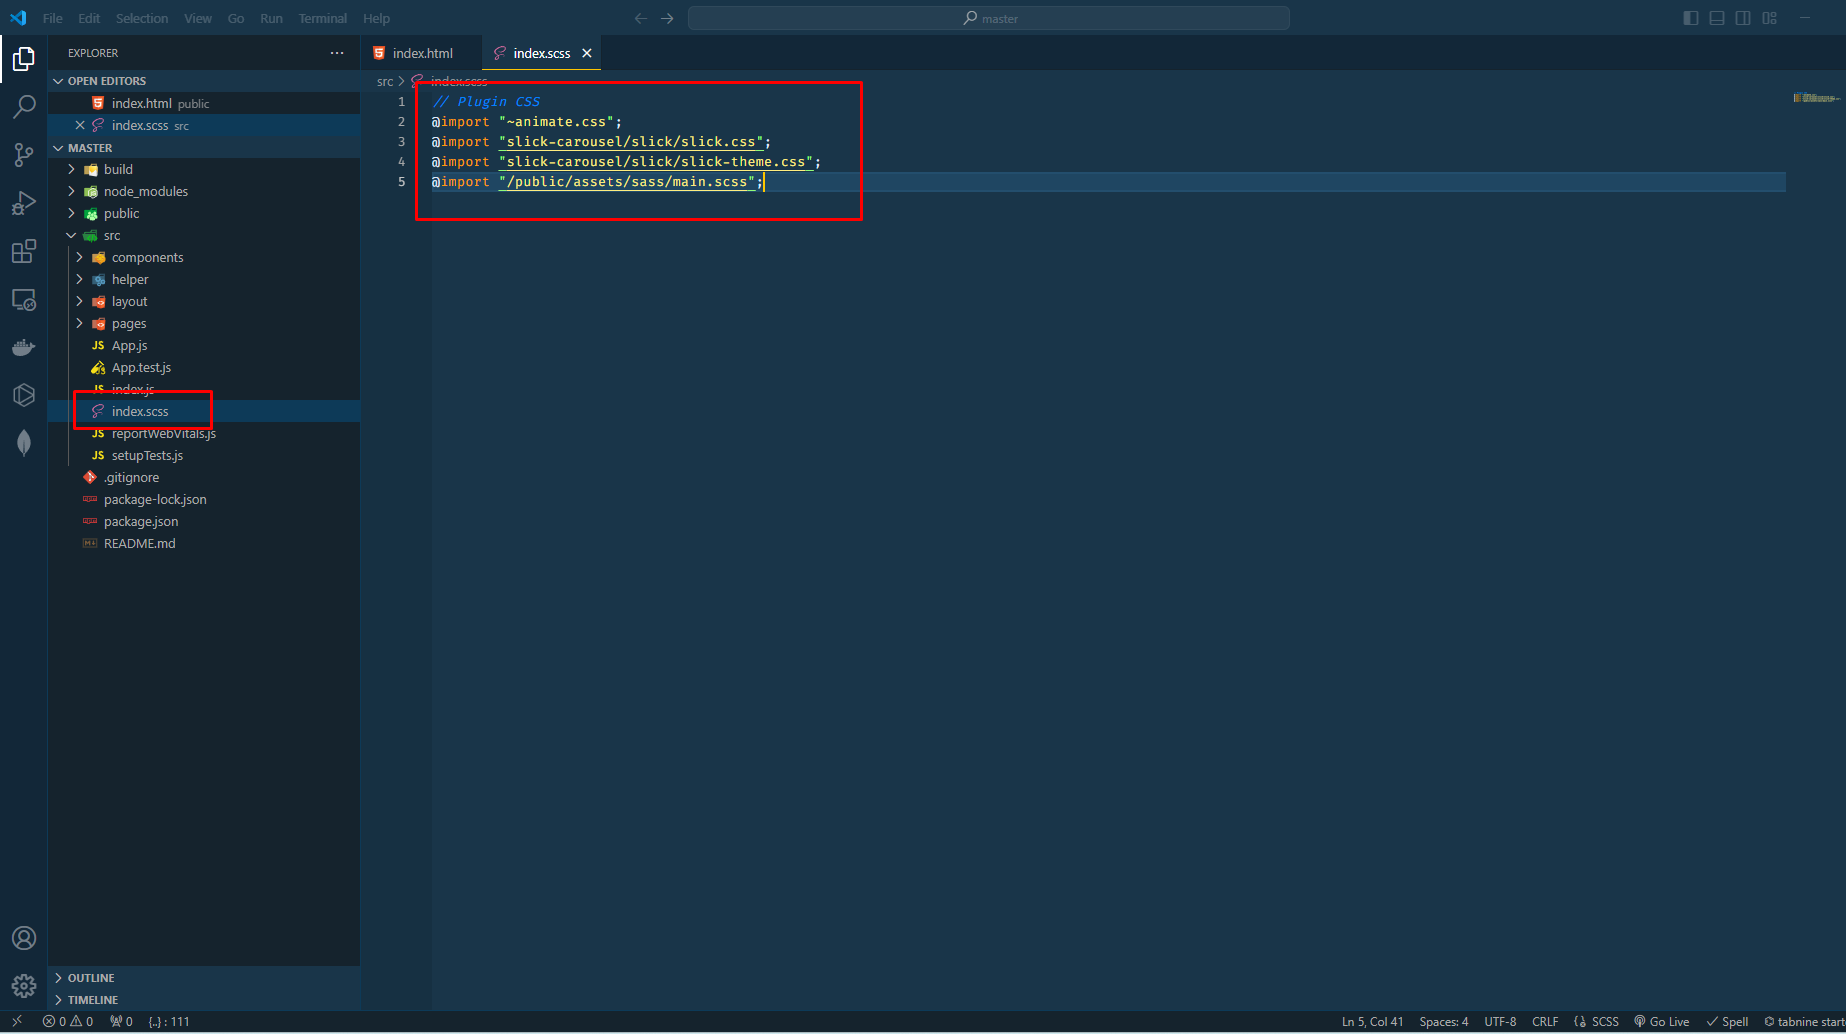 File Edit Selection View Go Run Terminal Help
master
EXPLORER
OPEN EDITORS
index.html public
index.scss src
MASTER
build
node_modules
public
src
components
helper
layout
pages
JS App.js
App.test.js
JS index.js
index.scss
JS reportWebVitals.js
JS setupTests.js
.gitignore
package-lock.json
package.json
README.md
OUTLINE
TIMELINE
index.html
index.scss
src > index.scss
1 // Plugin CSS
2 @import "~animate.css";
3 @import "slick-carousel/slick/slick.css";
4 @import "slick-carousel/slick/slick-theme.css";
5 @import "/public/assets/sass/main.scss";
0 0 0 {..} : 111
Ln 5, Col 41 Spaces: 4 UTF-8 CRLF SCSS Go Live Spell tabnine start